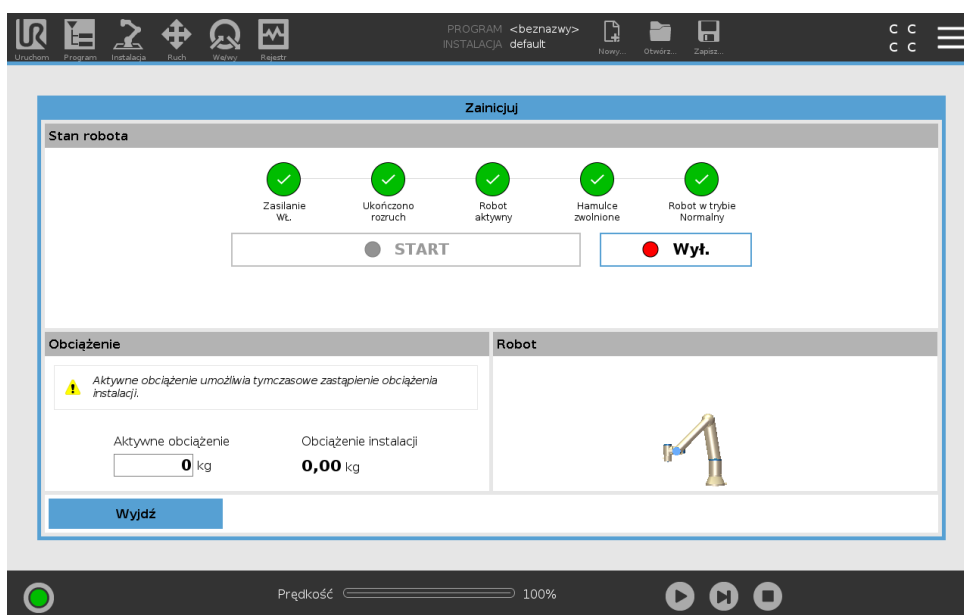 UR
PROGRAM <beznazwy>
INSTALACJA default
C C
C C
Uruchom Program Instalacja Ruch We/wy Rejestr Nowy... Otwórz... Zapisz...
Zainicjuj
Stan robota
Zasilanie
WŁ.
Ukończono
rozruch
Robot
aktywny
Hamulce
zwolnione
Robot w trybie
Normalny
START
Wył.
Obciążenie
Robot
Aktywne obciążenie umożliwia tymczasowe zastąpienie obciążenia
instalacji.
Aktywne obciążenie
0 kg
Obciążenie instalacji
0,00 kg
Wyjdź
Prędkość 100%